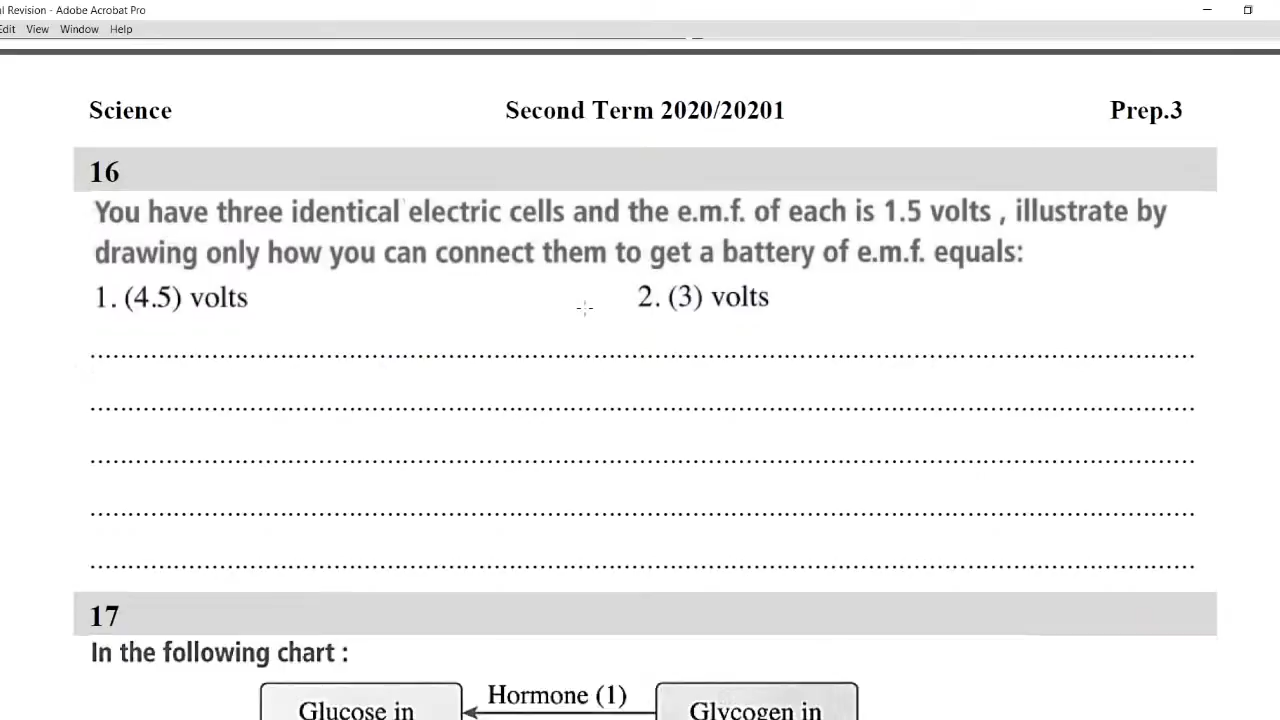 l Revision - Adobe Acrobat Pro
Edit View Window Help
Science Second Term 2020/20201 Prep.3
16
You have three identical electric cells and the e.m.f. of each is 1.5 volts , illustrate by
drawing only how you can connect them to get a battery of e.m.f. equals:
1. (4.5) volts 2. (3) volts
17
In the following chart :
Hormone (1)
Glucose in Glycogen in